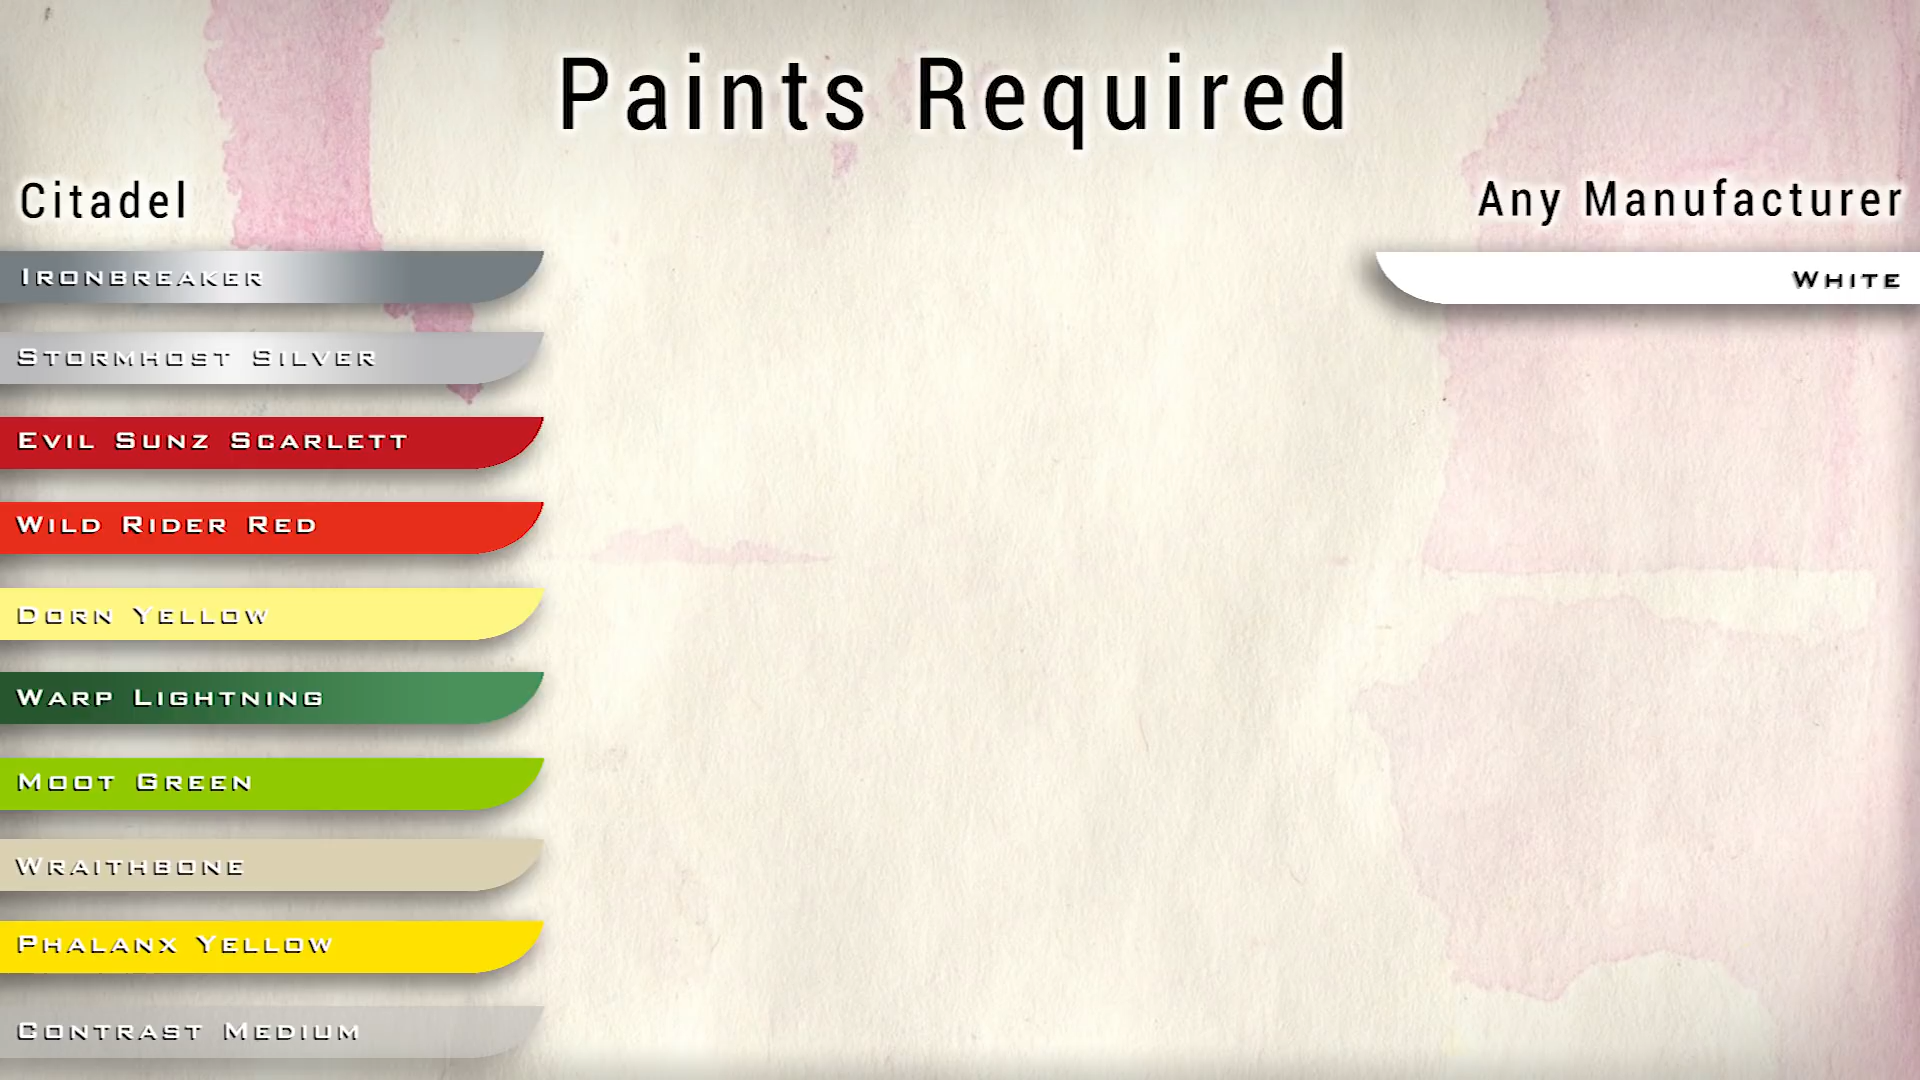 Paints Required
Citadel
Any Manufacturer
Ironbreaker
White
Stormhost Silver
Evil Sunz Scarlett
Wild Rider Red
Dorn Yellow
Warp Lightning
Moot Green
Wraithbone
Phalanx Yellow
Contrast Medium